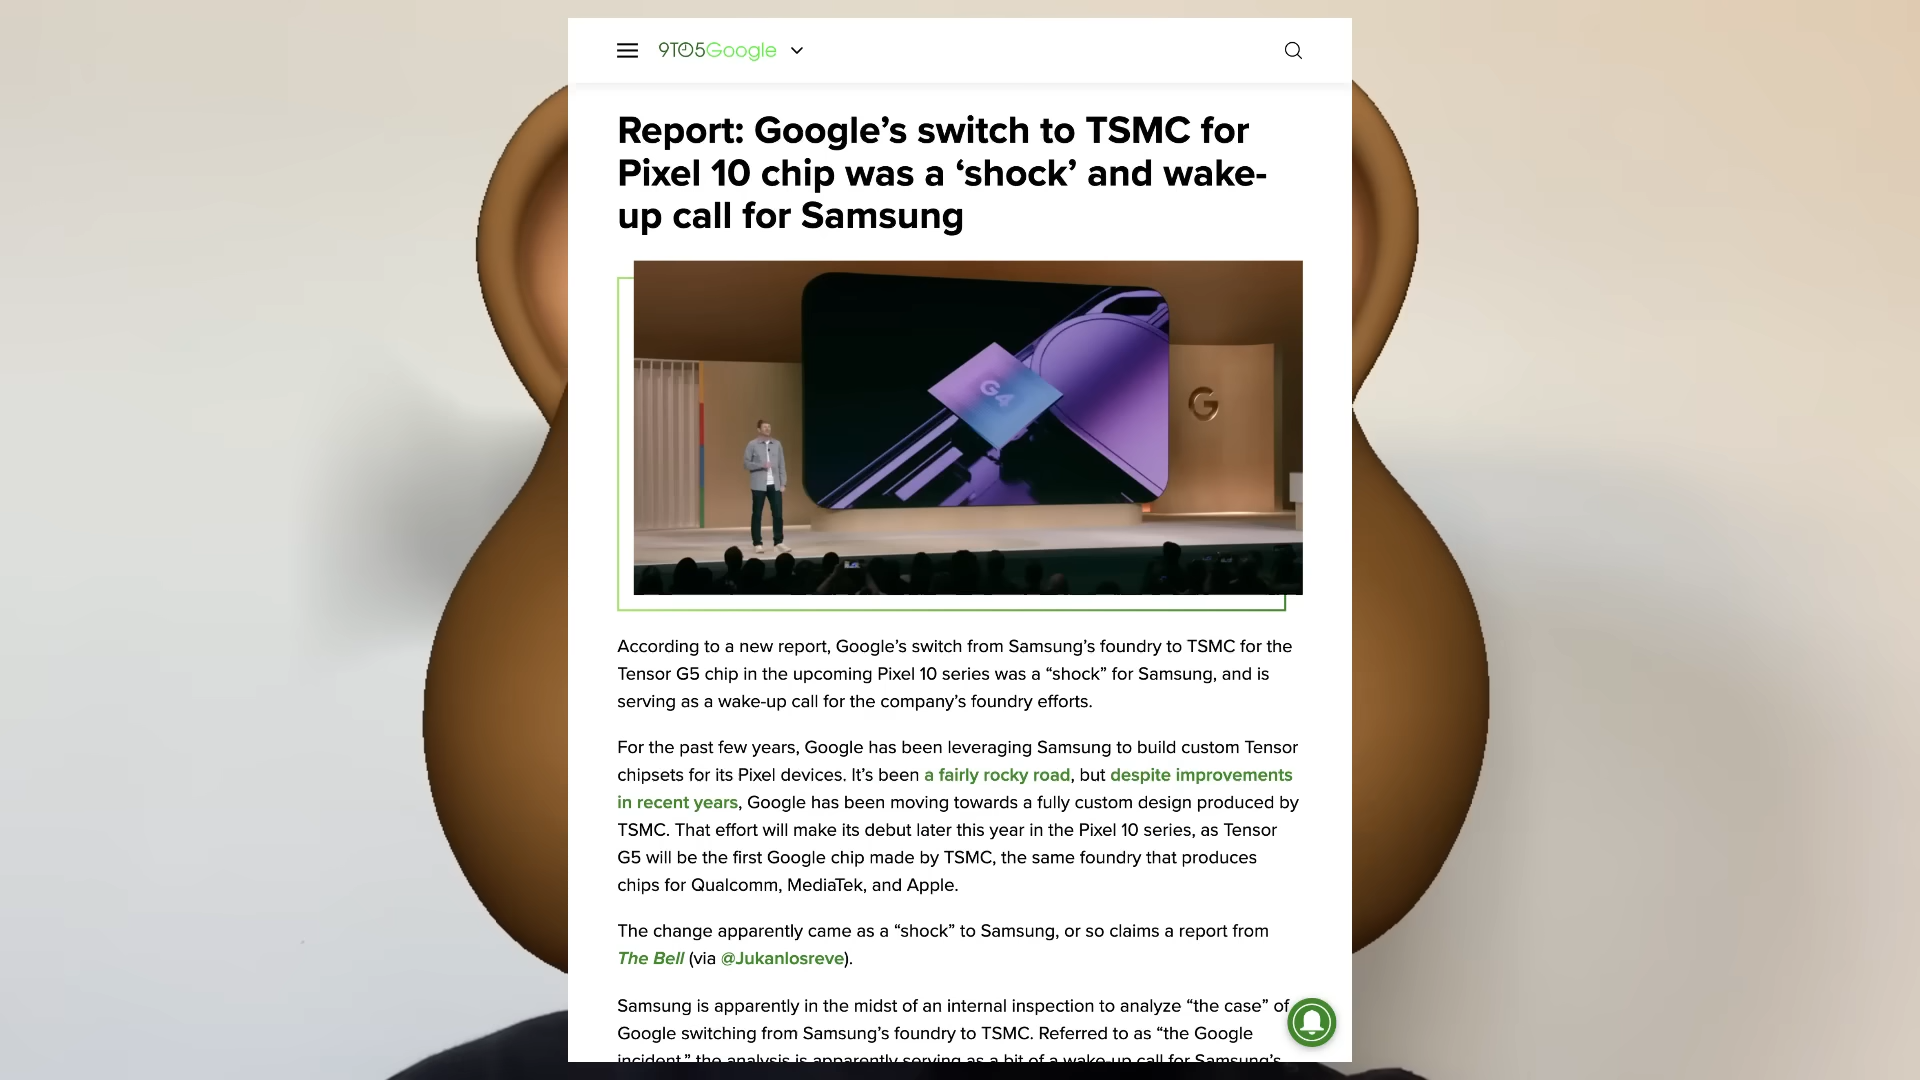 9TO5Google
Report: Google’s switch to TSMC for
Pixel 10 chip was a ‘shock’ and wake-
up call for Samsung
G4
G
According to a new report, Google’s switch from Samsung’s foundry to TSMC for the
Tensor G5 chip in the upcoming Pixel 10 series was a “shock” for Samsung, and is
serving as a wake-up call for the company’s foundry efforts.
For the past few years, Google has been leveraging Samsung to build custom Tensor
chipsets for its Pixel devices. It’s been a fairly rocky road, but despite improvements
in recent years, Google has been moving towards a fully custom design produced by
TSMC. That effort will make its debut later this year in the Pixel 10 series, as Tensor
G5 will be the first Google chip made by TSMC, the same foundry that produces
chips for Qualcomm, MediaTek, and Apple.
The change apparently came as a “shock” to Samsung, or so claims a report from
The Bell (via @Jukanlosreve).
Samsung is apparently in the midst of an internal inspection to analyze “the case” of
Google switching from Samsung’s foundry to TSMC. Referred to as “the Google
incident,” the analysis is apparently serving as a bit of a wake-up call for Samsung’s